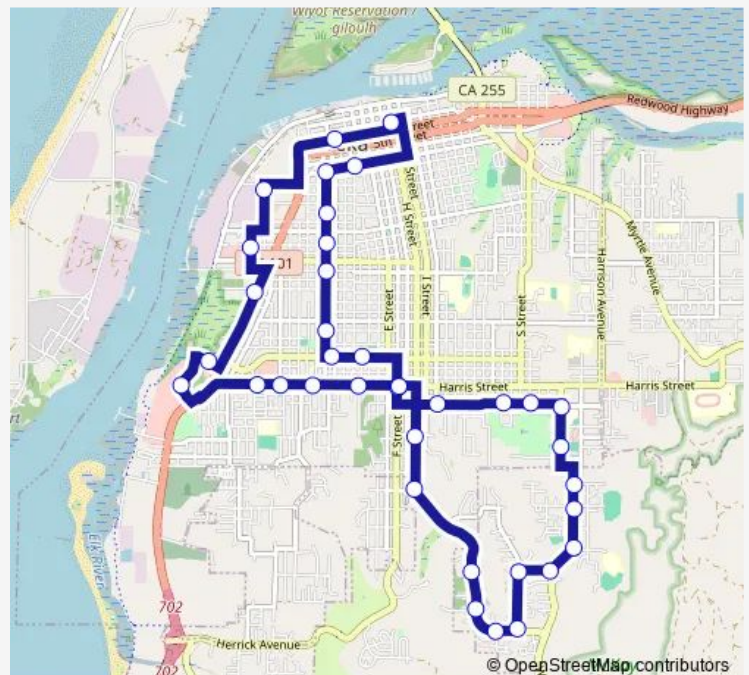 Wiyot Reservation /
giloulh
CA 255
Redwood Highway
Street
H Street
I Street
E Street
S Street
Harrison Avenue
Myrtle Avenue
Harris Street
Harris Street
F Street
Elk River
702
Herrick Avenue
702
© OpenStreetMap contributors